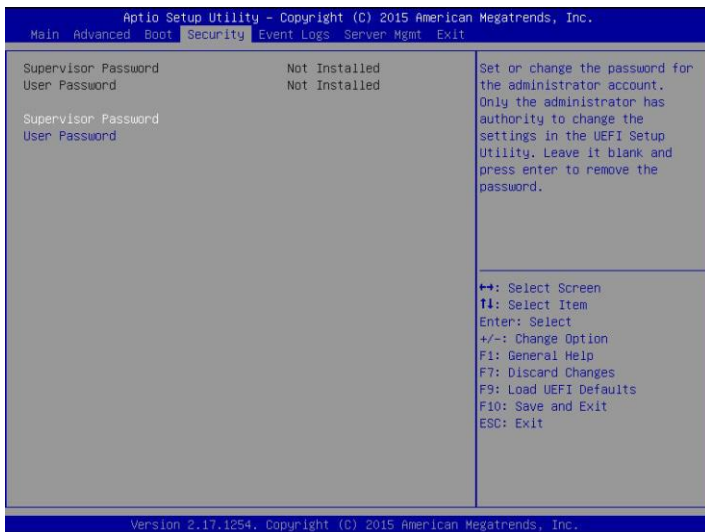 Aptio Setup Utility – Copyright (C) 2015 American Megatrends, Inc.
Main Advanced Boot Security Event Logs Server Mgmt Exit
Supervisor Password Not Installed
User Password Not Installed
Supervisor Password
User Password
Set or change the password for
the administrator account.
Only the administrator has
authority to change the
settings in the UEFI Setup
Utility. Leave it blank and
press enter to remove the
password.
↔: Select Screen
↑↓: Select Item
Enter: Select
+/-: Change Option
F1: General Help
F7: Discard Changes
F9: Load UEFI Defaults
F10: Save and Exit
ESC: Exit
Version 2.17.1254. Copyright (C) 2015 American Megatrends, Inc.